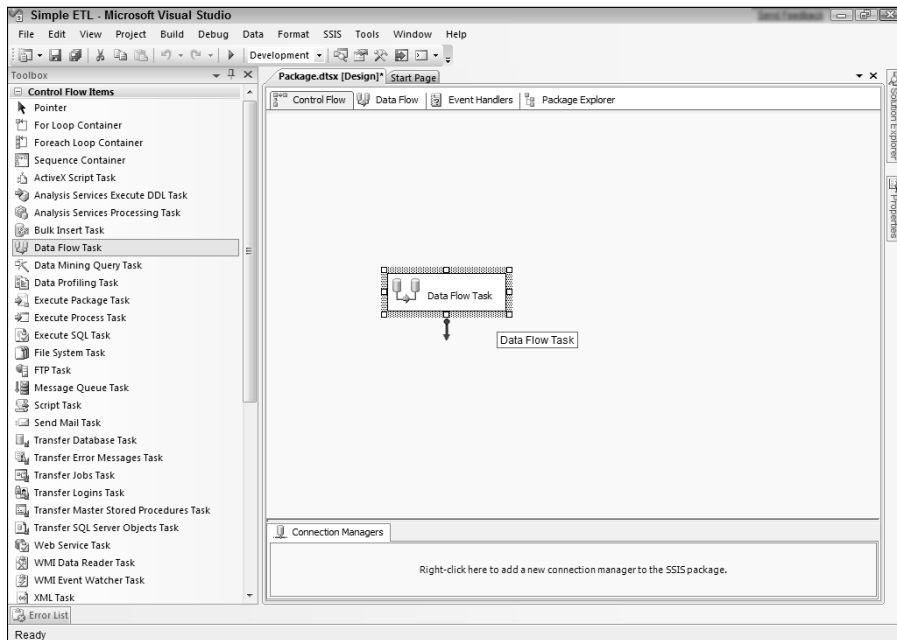 Simple ETL - Microsoft Visual Studio
Send Feedback
File Edit View Project Build Debug Data Format SSIS Tools Window Help
Development
Toolbox
Package.dtsx [Design]* Start Page
Control Flow Data Flow Event Handlers Package Explorer
Control Flow Items
Pointer
For Loop Container
Foreach Loop Container
Sequence Container
ActiveX Script Task
Analysis Services Execute DDL Task
Analysis Services Processing Task
Bulk Insert Task
Data Flow Task
Data Mining Query Task
Data Profiling Task
Execute Package Task
Execute Process Task
Execute SQL Task
File System Task
FTP Task
Message Queue Task
Script Task
Send Mail Task
Transfer Database Task
Transfer Error Messages Task
Transfer Jobs Task
Transfer Logins Task
Transfer Master Stored Procedures Task
Transfer SQL Server Objects Task
Web Service Task
WMI Data Reader Task
WMI Event Watcher Task
XML Task
Data Flow Task
Data Flow Task
Solution Explorer
Properties
Connection Managers
Right-click here to add a new connection manager to the SSIS package.
Error List
Ready